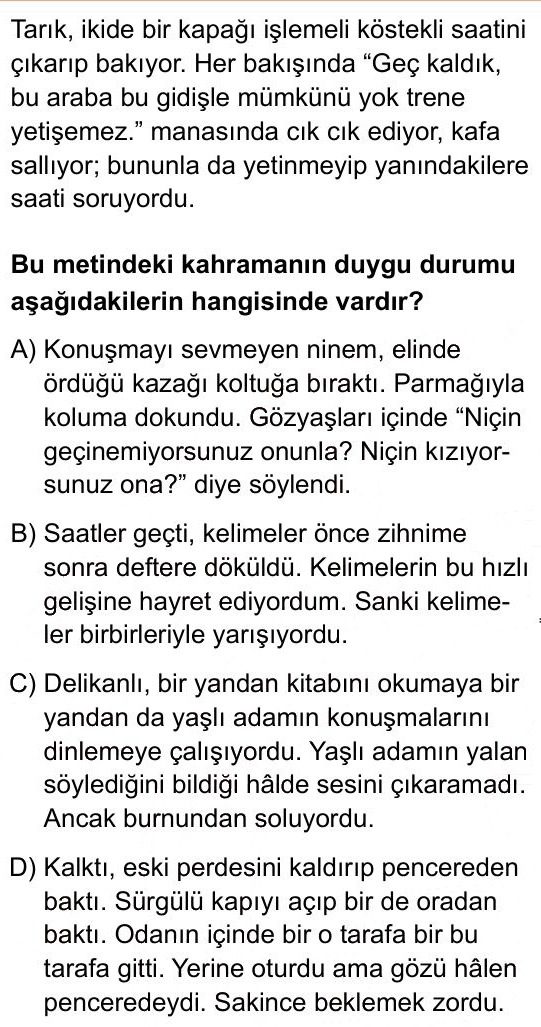 Tarık, ikide bir kapağı işlemeli köstekli saatini
çıkarıp bakıyor. Her bakışında “Geç kaldık,
bu araba bu gidişle mümkünü yok trene
yetişemez.” manasında cık cık ediyor, kafa
sallıyor; bununla da yetinmeyip yanındakilere
saati soruyordu.
Bu metindeki kahramanın duygu durumu
aşağıdakilerin hangisinde vardır?
A) Konuşmayı sevmeyen ninem, elinde
ördüğü kazağı koltuğa bıraktı. Parmağıyla
koluma dokundu. Gözyaşları içinde “Niçin
geçinemiyorsunuz onunla? Niçin kızıyor-
sunuz ona?” diye söylendi.
B) Saatler geçti, kelimeler önce zihnime
sonra deftere döküldü. Kelimelerin bu hızlı
gelişine hayret ediyordum. Sanki kelime-
ler birbirleriyle yarışıyordu.
C) Delikanlı, bir yandan kitabını okumaya bir
yandan da yaşlı adamın konuşmalarını
dinlemeye çalışıyordu. Yaşlı adamın yalan
söylediğini bildiği hâlde sesini çıkaramadı.
Ancak burnundan soluyordu.
D) Kalktı, eski perdesini kaldırıp pencereden
baktı. Sürgülü kapıyı açıp bir de oradan
baktı. Odanın içinde bir o tarafa bir bu
tarafa gitti. Yerine oturdu ama gözü hâlen
penceredeydi. Sakince beklemek zordu.